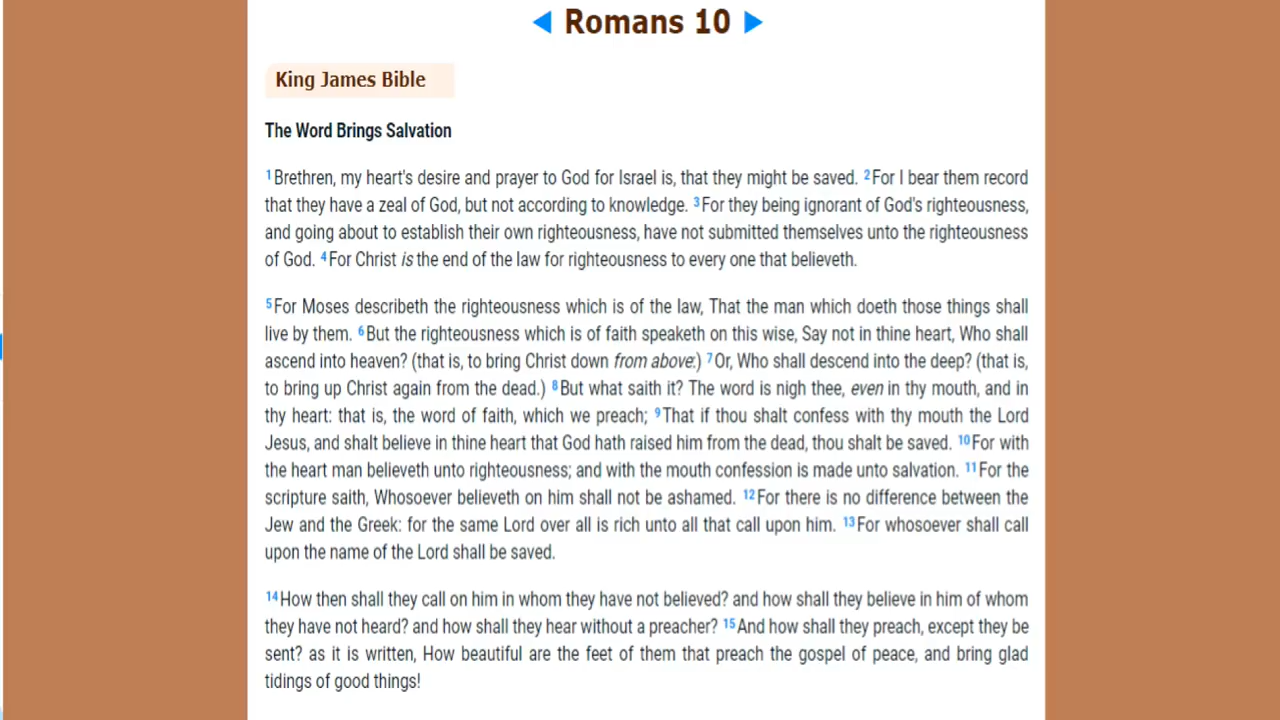 Romans 10
King James Bible
The Word Brings Salvation
1 Brethren, my heart's desire and prayer to God for Israel is, that they might be saved. 2 For I bear them record
that they have a zeal of God, but not according to knowledge. 3 For they being ignorant of God's righteousness,
and going about to establish their own righteousness, have not submitted themselves unto the righteousness
of God. 4 For Christ is the end of the law for righteousness to every one that believeth.
5 For Moses describeth the righteousness which is of the law, That the man which doeth those things shall
live by them. 6 But the righteousness which is of faith speaketh on this wise, Say not in thine heart, Who shall
ascend into heaven? (that is, to bring Christ down from above:) 7 Or, Who shall descend into the deep? (that is,
to bring up Christ again from the dead.) 8 But what saith it? The word is nigh thee, even in thy mouth, and in
thy heart: that is, the word of faith, which we preach; 9 That if thou shalt confess with thy mouth the Lord
Jesus, and shalt believe in thine heart that God hath raised him from the dead, thou shalt be saved. 10 For with
the heart man believeth unto righteousness; and with the mouth confession is made unto salvation. 11 For the
scripture saith, Whosoever believeth on him shall not be ashamed. 12 For there is no difference between the
Jew and the Greek: for the same Lord over all is rich unto all that call upon him. 13 For whosoever shall call
upon the name of the Lord shall be saved.
14 How then shall they call on him in whom they have not believed? and how shall they believe in him of whom
they have not heard? and how shall they hear without a preacher? 15 And how shall they preach, except they be
sent? as it is written, How beautiful are the feet of them that preach the gospel of peace, and bring glad
tidings of good things!